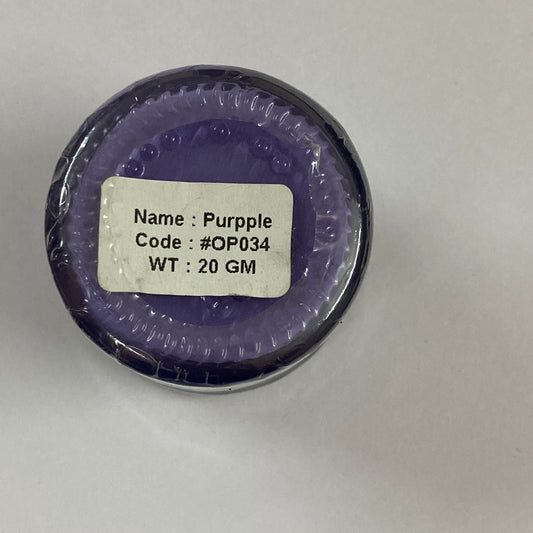 Name : Purpple
Code : #OP034
WT : 20 GM